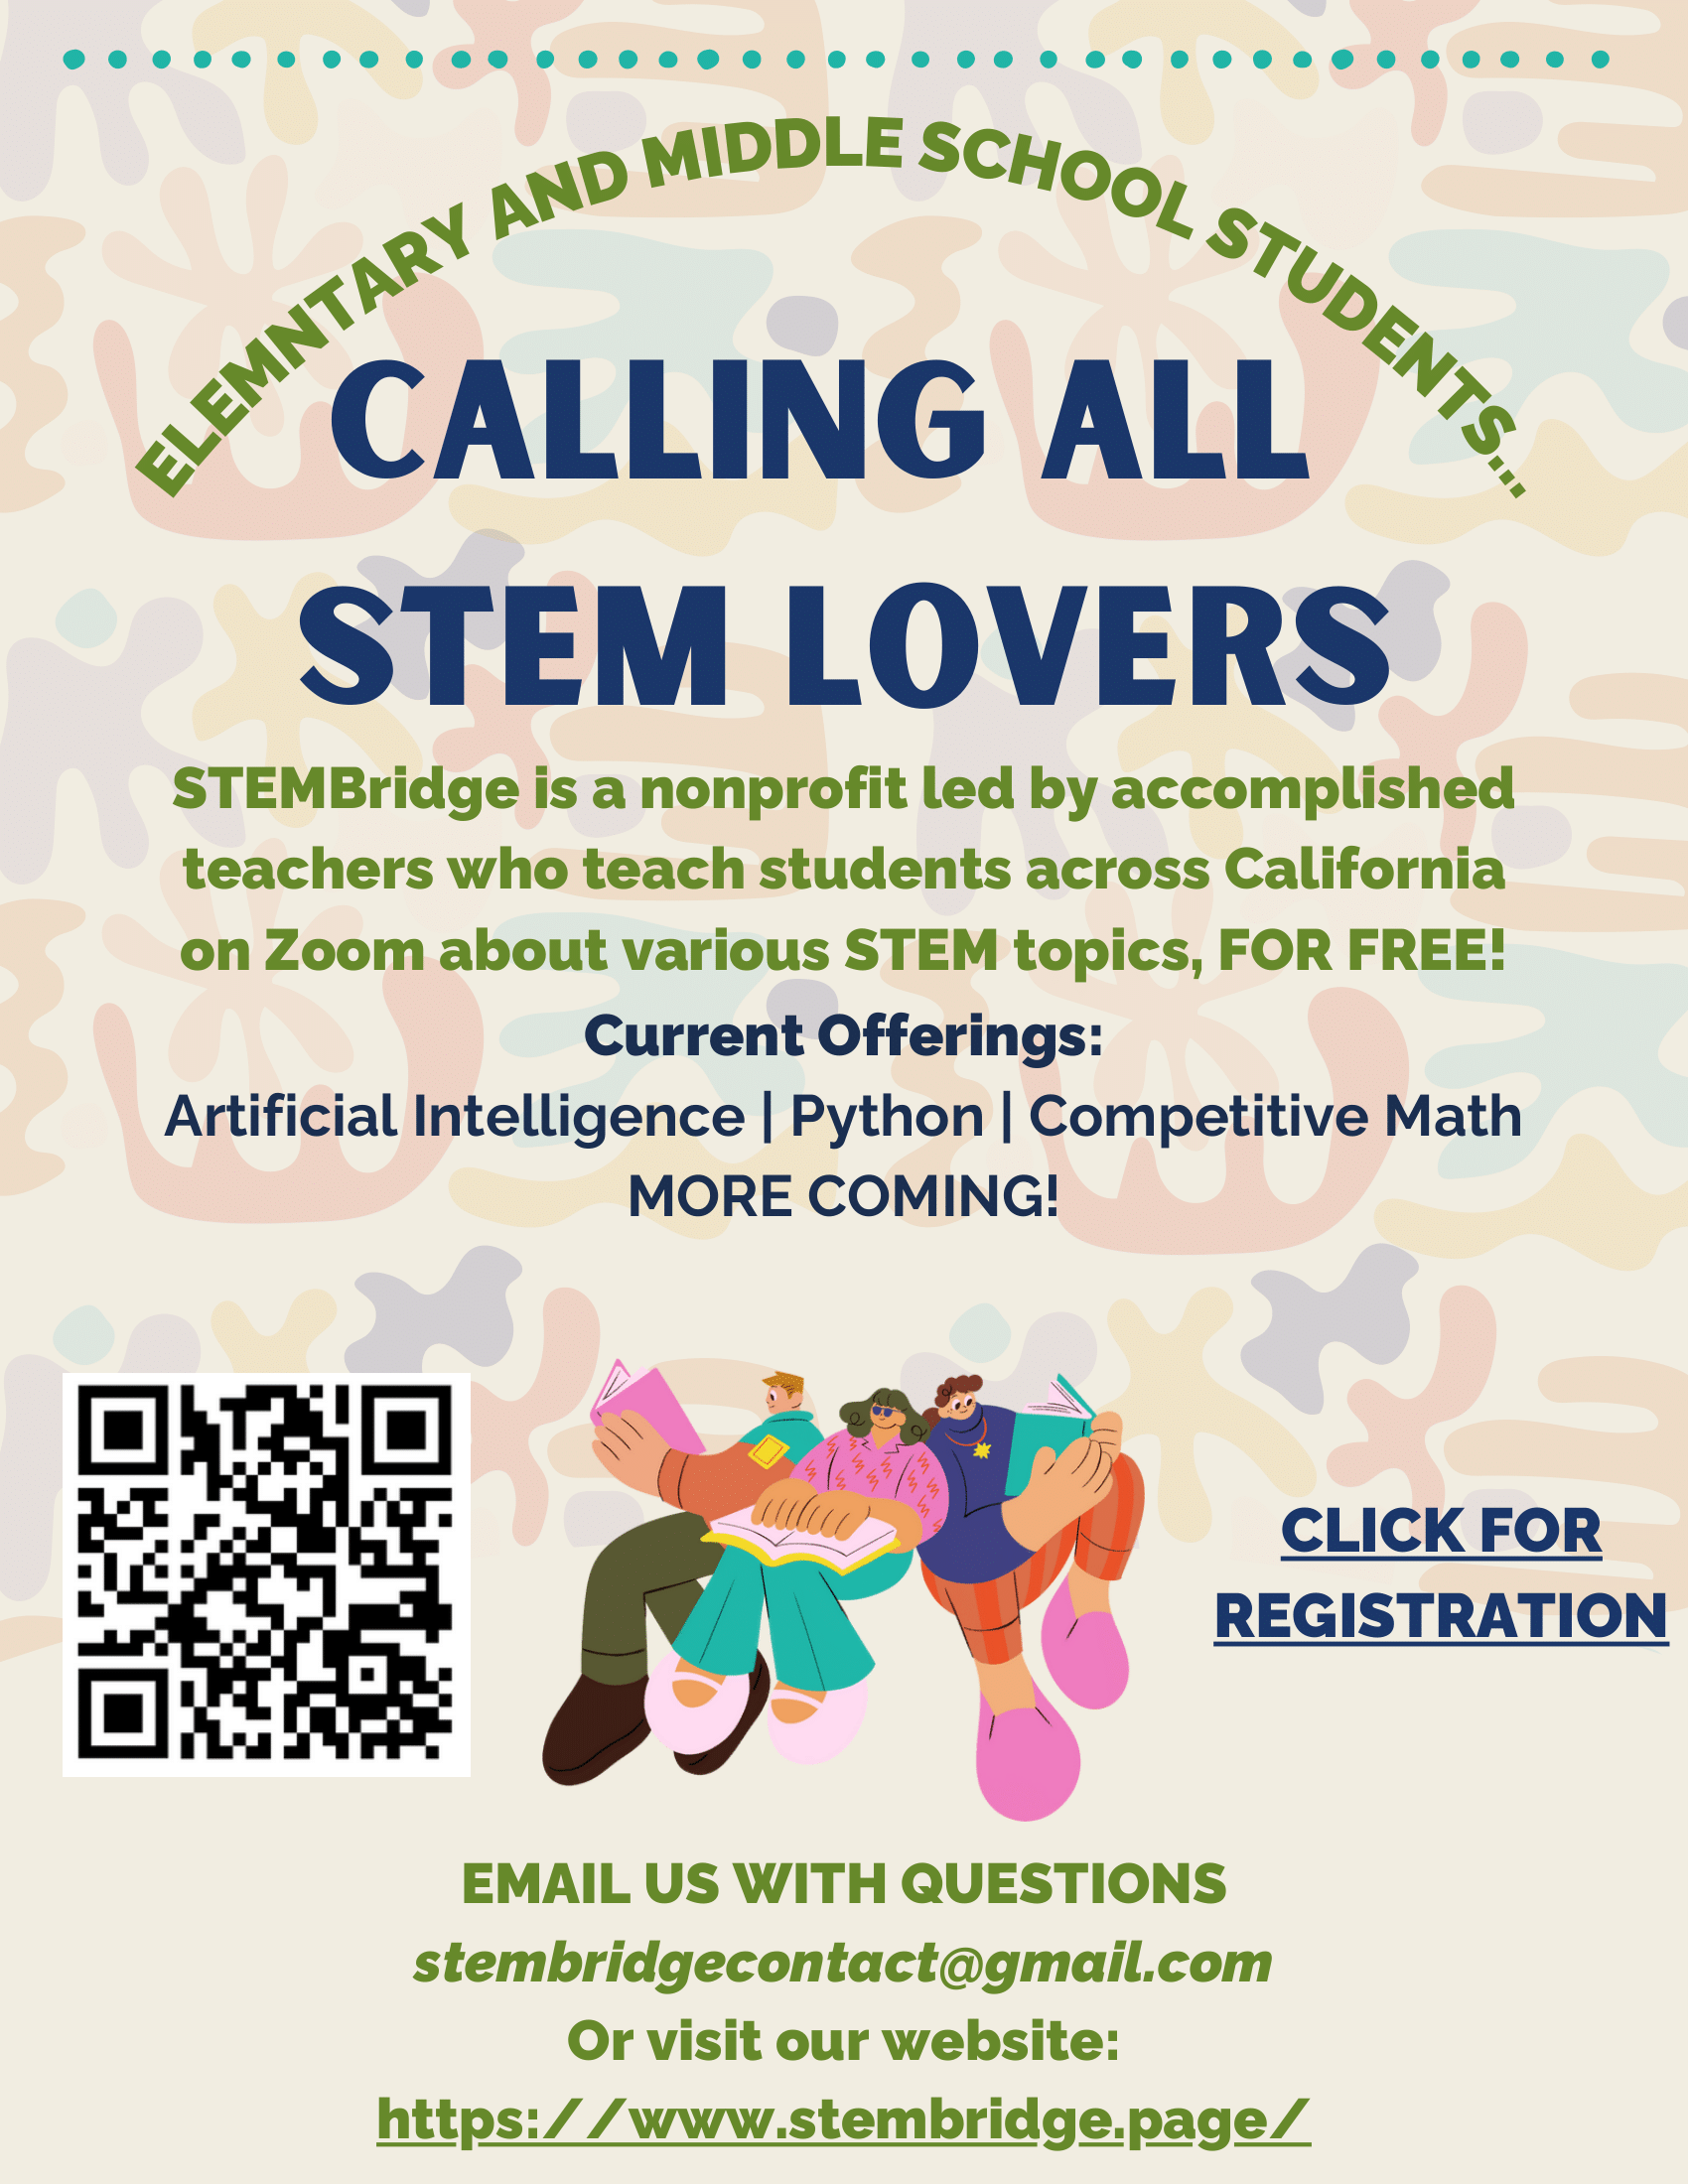 ELEMNTARY AND MIDDLE SCHOOL STUDENTS...
CALLING ALL
STEM LOVERS
STEMBridge is a nonprofit led by accomplished
teachers who teach students across California
on Zoom about various STEM topics, FOR FREE!
Current Offerings:
Artificial Intelligence | Python | Competitive Math
MORE COMING!
CLICK FOR
REGISTRATION
EMAIL US WITH QUESTIONS
stembridgecontact@gmail.com
Or visit our website:
https://www.stembridge.page/